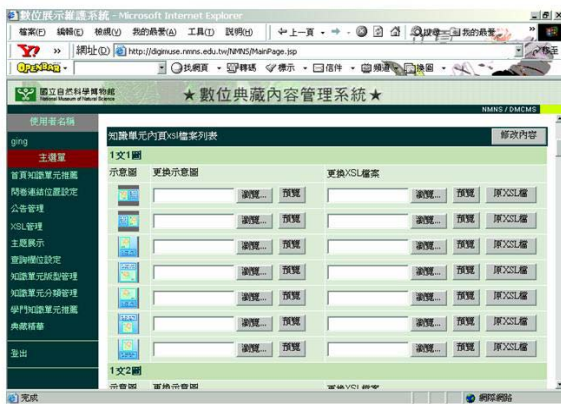 數位展示維護系統 - Microsoft Internet Explorer
檔案(F) 編輯(E) 檢視(V) 我的最愛(A) 工具(T) 說明(H) 上一頁 搜尋 我的最愛
網址(D) http://digimuse.nmns.edu.tw/NMNS/MainPage.jsp 移至
找網頁 翻譯 標示 信件 頻道 換圖
國立自然科學博物館
National Museum of Natural Science
★數位典藏內容管理系統★
NMNS / DMCMS
使用者名稱
ging
主選單
首頁知識單元推薦
問卷連結位置設定
公告管理
XSL管理
主題展示
查詢欄位設定
知識單元版型管理
知識單元分類管理
學門知識單元推薦
典藏精華
登出
知識單元內頁xsl檔案列表 修改內容
1文1圖
示意圖 更換示意圖 更換XSL檔案
瀏覽... 預覽 瀏覽... 預覽 原XSL檔
瀏覽... 預覽 瀏覽... 預覽 原XSL檔
瀏覽... 預覽 瀏覽... 預覽 原XSL檔
瀏覽... 預覽 瀏覽... 預覽 原XSL檔
瀏覽... 預覽 瀏覽... 預覽 原XSL檔
瀏覽... 預覽 瀏覽... 預覽 原XSL檔
瀏覽... 預覽 瀏覽... 預覽 原XSL檔
1文2圖
示意圖 更換示意圖 更換XSL檔案
完成 網際網路